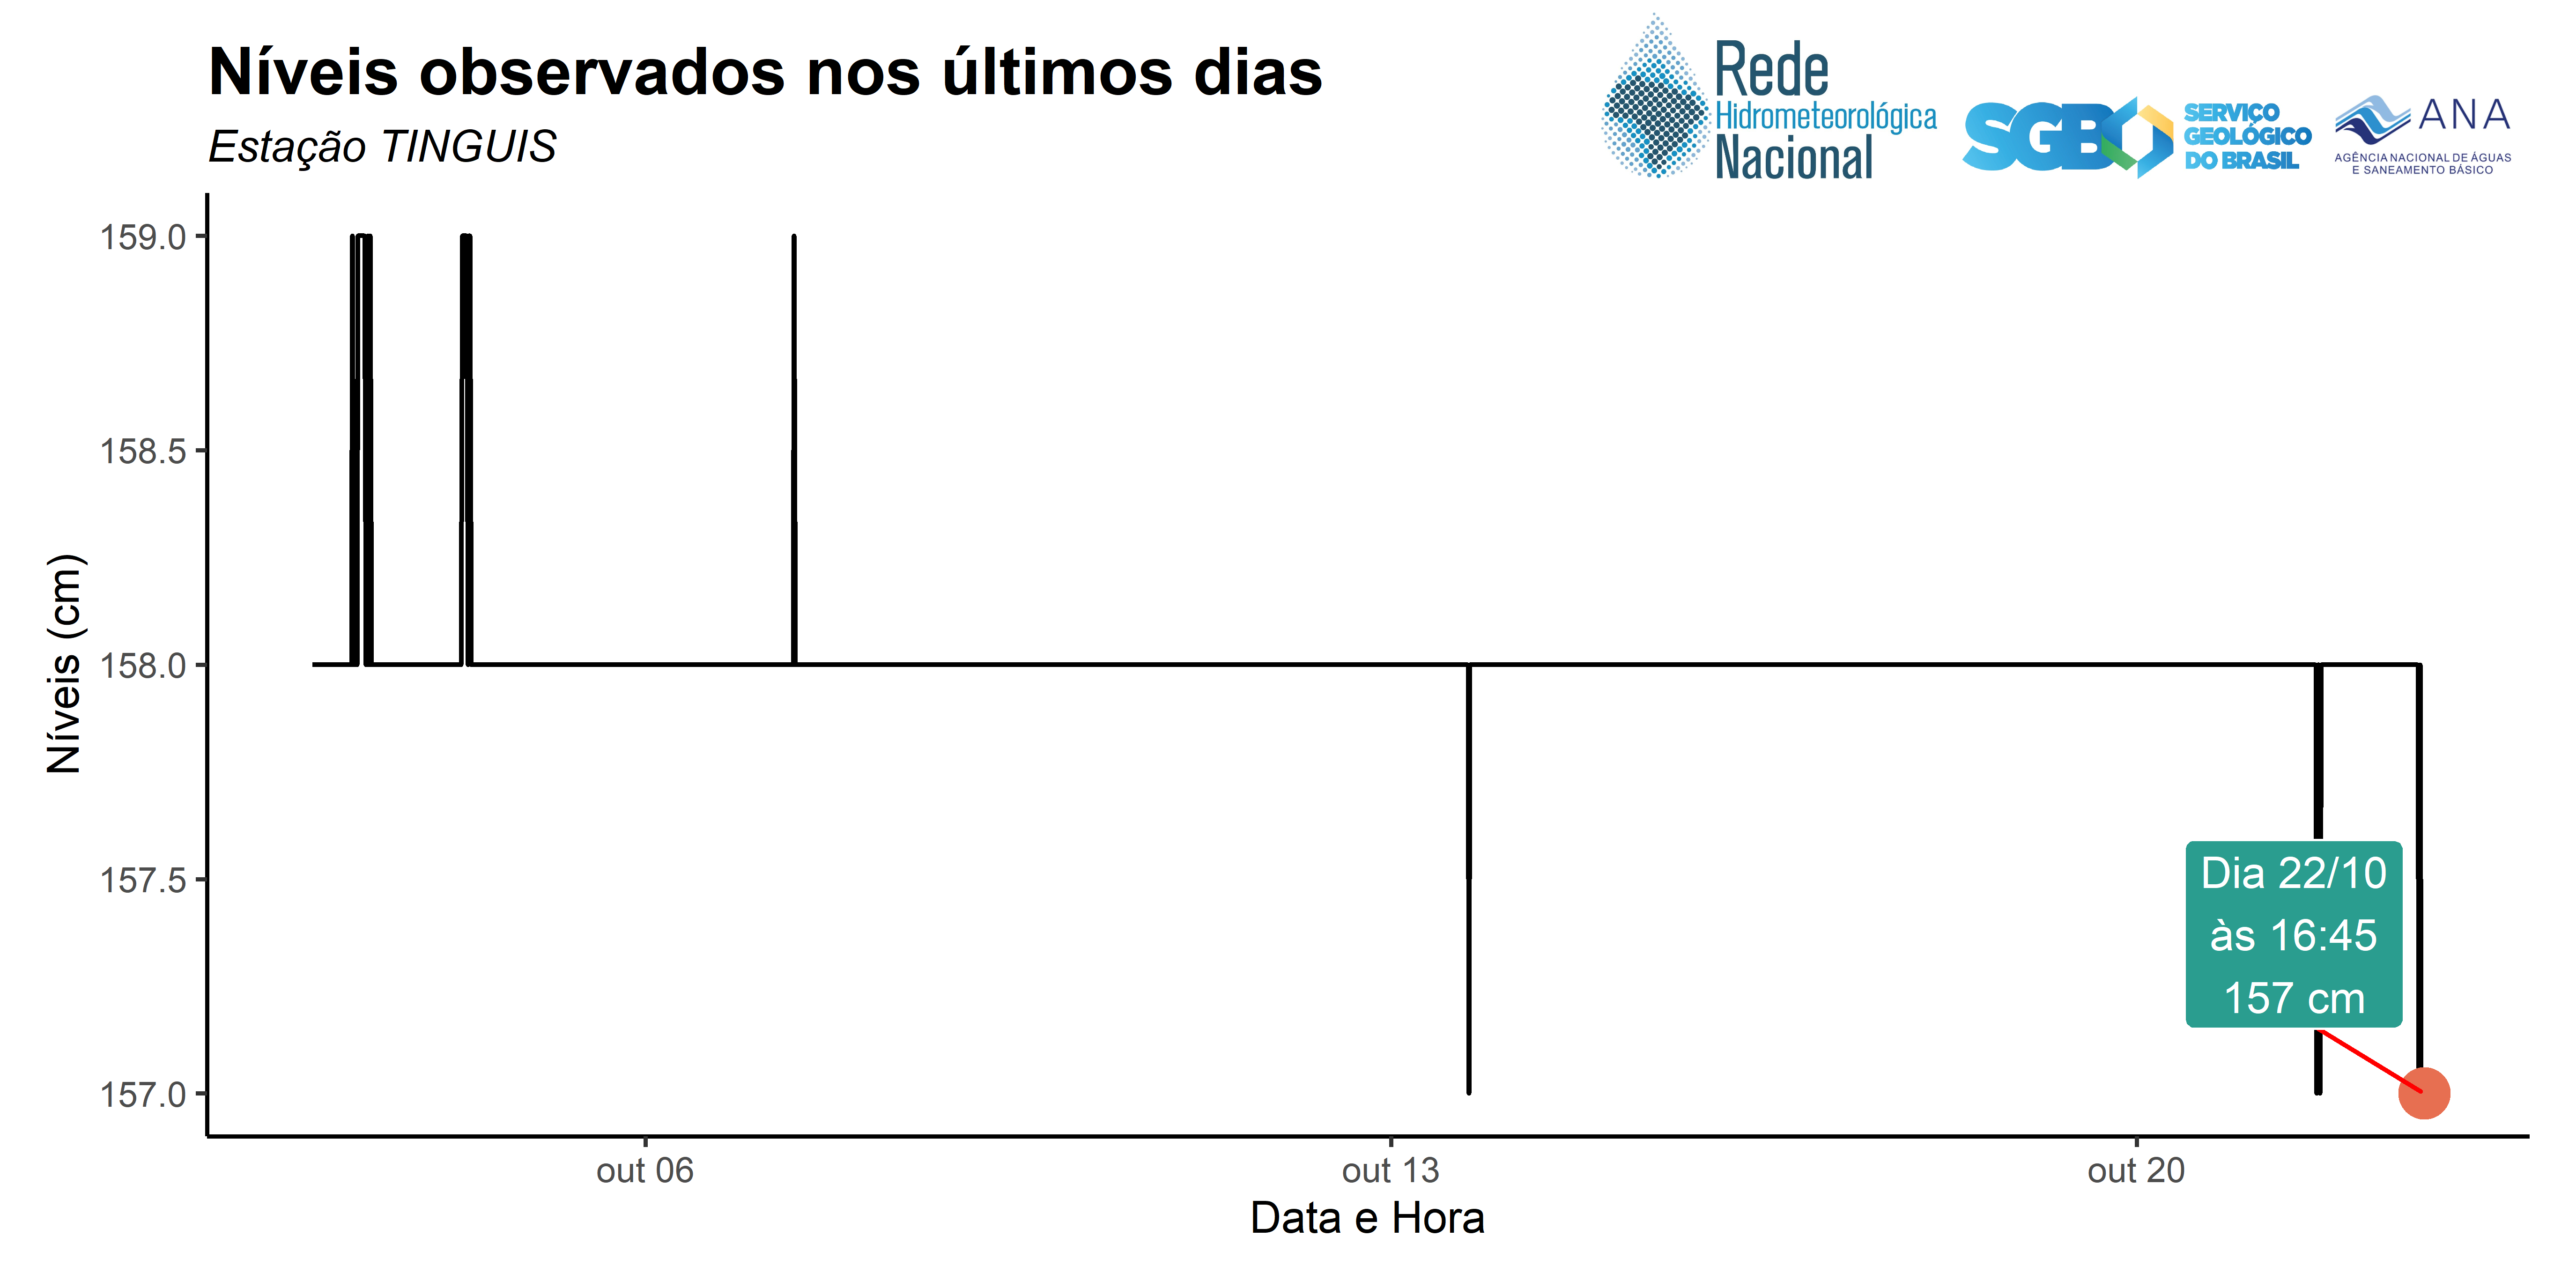 Níveis observados nos últimos dias
Estação TINGUIS
Rede
Hidrometeorológica
Nacional
SGB
SERVIÇO
GEOLÓGICO
DO BRASIL
ANA
AGÊNCIA NACIONAL DE ÁGUAS
E SANEAMENTO BÁSICO
Níveis (cm)
159.0
158.5
158.0
157.5
157.0
Dia 22/10
às 16:45
157 cm
out 06
out 13
out 20
Data e Hora